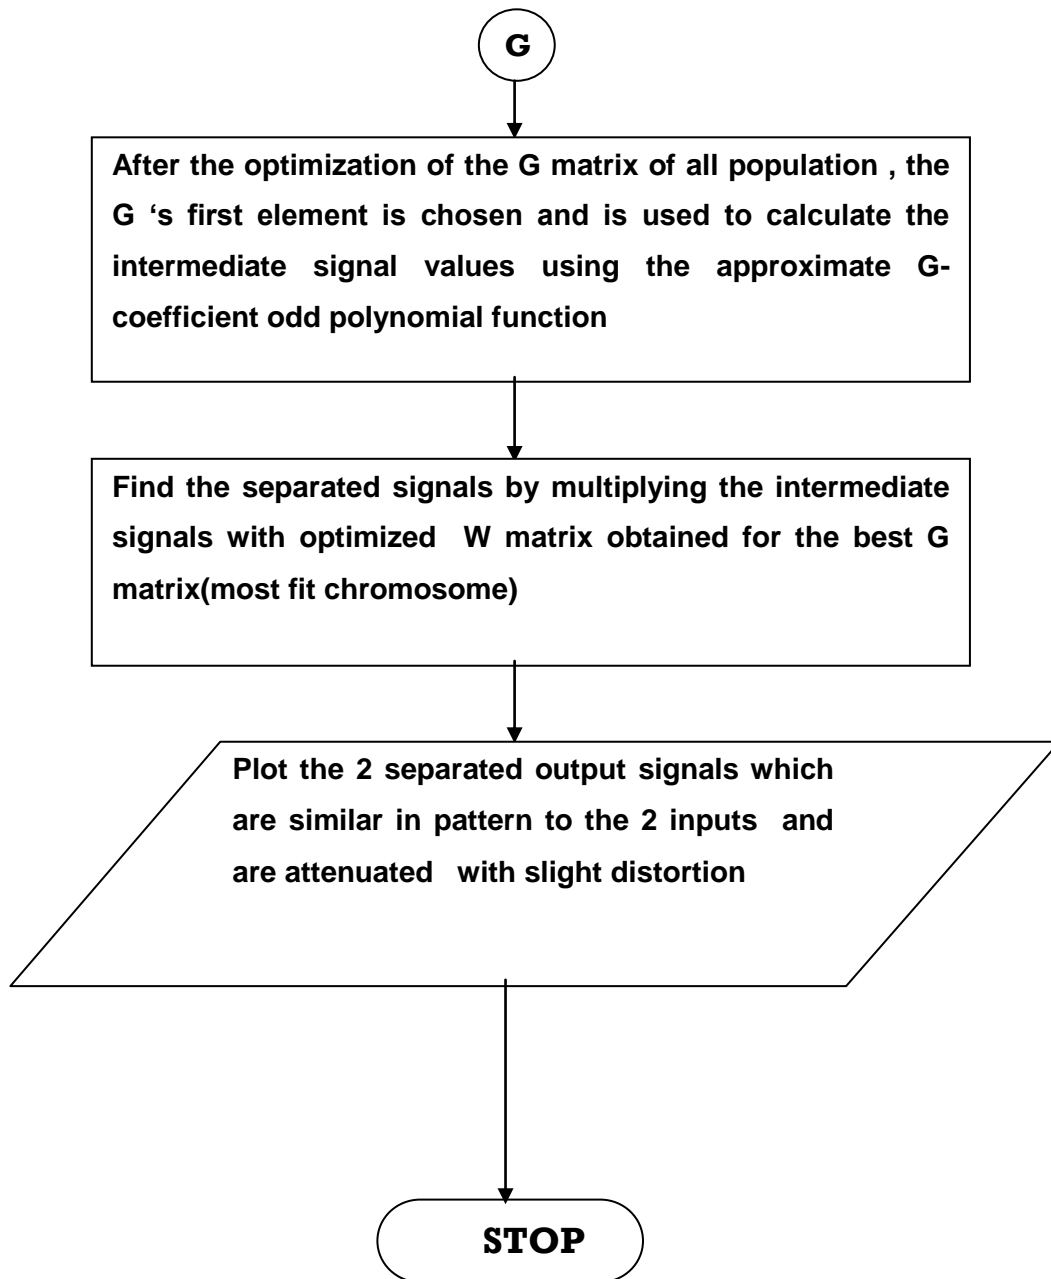 G
After the optimization of the G matrix of all population , the
G ‘s first element is chosen and is used to calculate the
intermediate signal values using the approximate G-
coefficient odd polynomial function
Find the separated signals by multiplying the intermediate
signals with optimized W matrix obtained for the best G
matrix(most fit chromosome)
Plot the 2 separated output signals which
are similar in pattern to the 2 inputs and
are attenuated with slight distortion
STOP